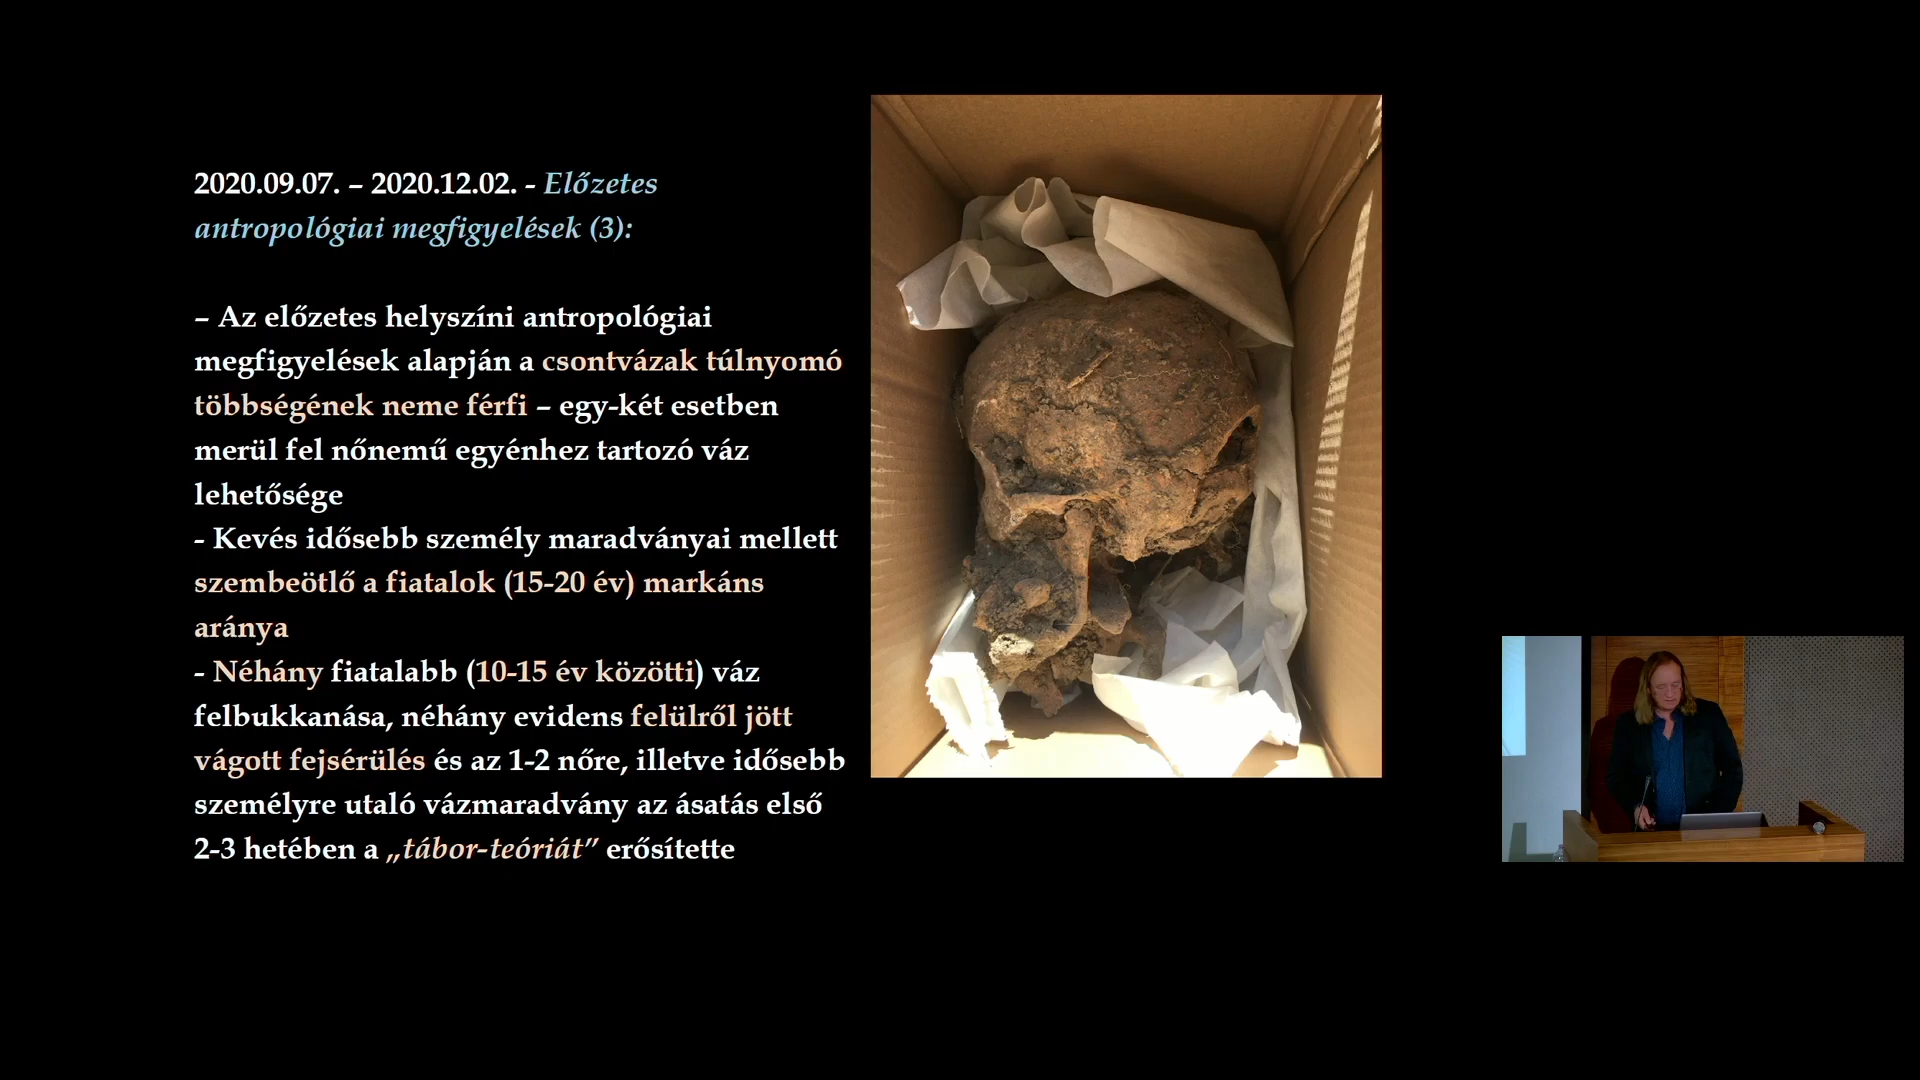 2020.09.07. – 2020.12.02. - Előzetes
antropológiai megfigyelések (3):
– Az előzetes helyszíni antropológiai
megfigyelések alapján a csontvázak túlnyomó
többségének neme férfi – egy-két esetben
merül fel nőnemű egyénhez tartozó váz
lehetősége
- Kevés idősebb személy maradványai mellett
szembeötlő a fiatalok (15-20 év) markáns
aránya
- Néhány fiatalabb (10-15 év közötti) váz
felbukkanása, néhány evidens felülről jött
vágott fejsérülés és az 1-2 nőre, illetve idősebb
személyre utaló vázmaradvány az ásatás első
2-3 hetében a „tábor-teóriát” erősítette